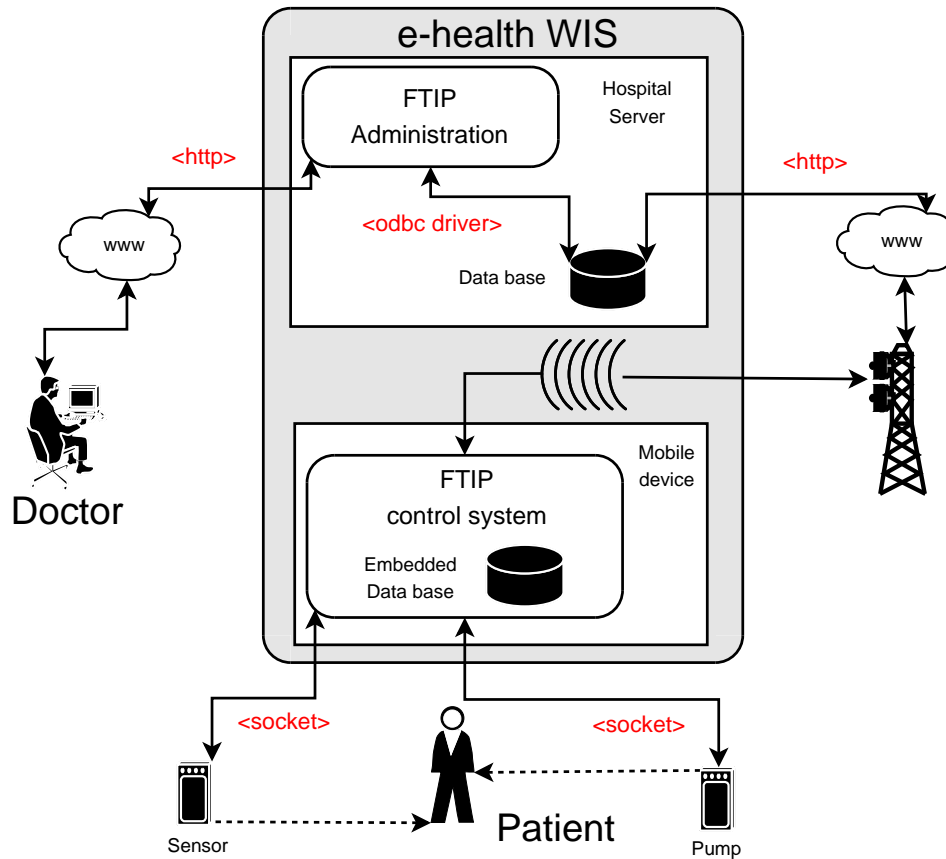 e-health WIS
FTIP
Administration
Hospital
Server
<http>
<http>
<odbc driver>
www
www
Data base
Mobile
device
FTIP
control system
Embedded
Data base
Doctor
<socket>
<socket>
Patient
Sensor
Pump